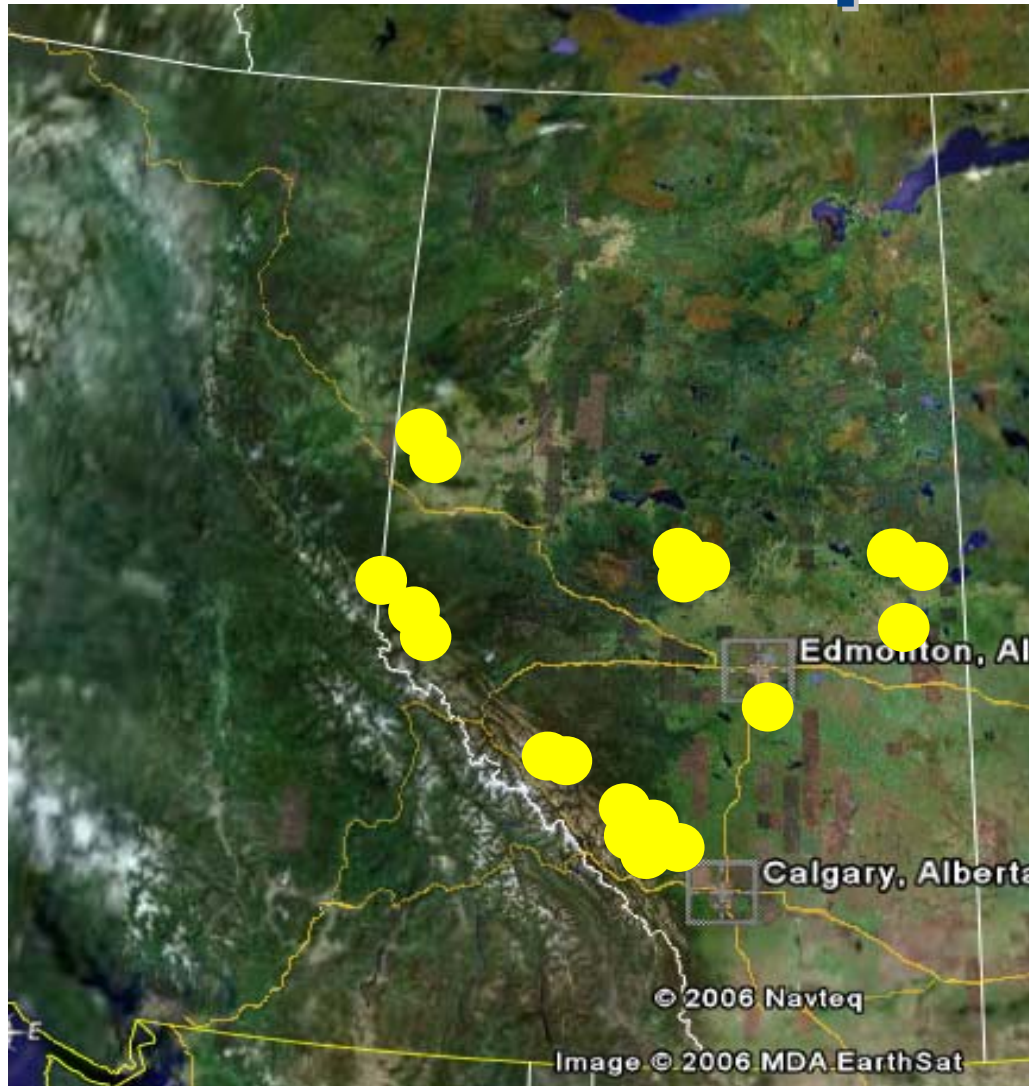 Edmonton, Al
Calgary, Alberta
© 2006 Navteq
E
Image © 2006 MDA EarthSat